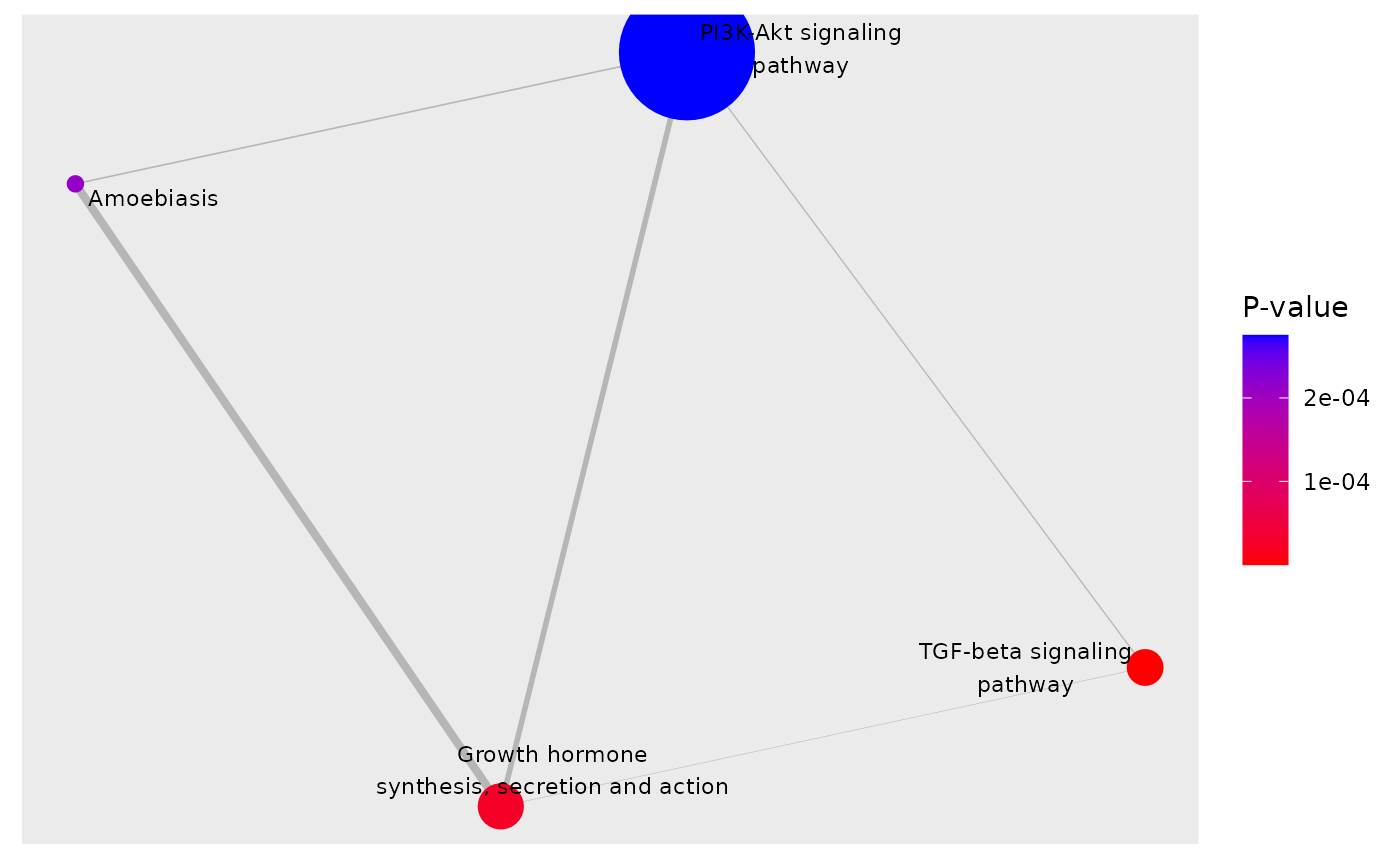 PI3K-Akt signaling
pathway
Amoebiasis
TGF-beta signaling
pathway
Growth hormone
synthesis, secretion and action
P-value
2e-04
1e-04